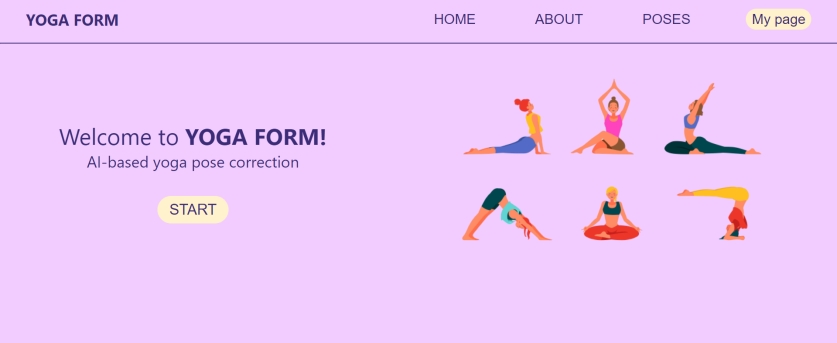 YOGA FORM
HOME ABOUT POSES My page
Welcome to YOGA FORM!
AI-based yoga pose correction
START